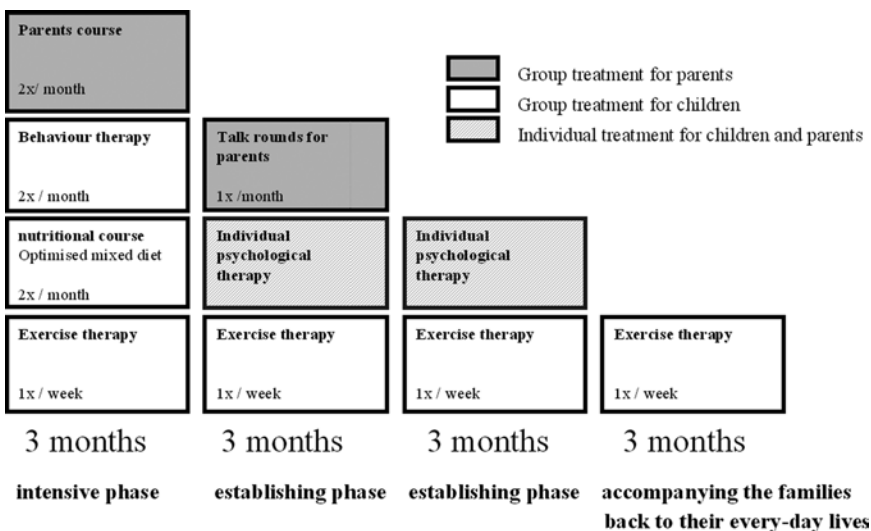 Parents course
2x/ month
Group treatment for parents
Group treatment for children
Individual treatment for children and parents
Behaviour therapy
2x / month
Talk rounds for
parents
1x /month
nutritional course
Optimised mixed diet
2x / month
Individual
psychological
therapy
Individual
psychological
therapy
Exercise therapy
1x / week
Exercise therapy
1x / week
Exercise therapy
1x / week
Exercise therapy
1x / week
3 months
3 months
3 months
3 months
intensive phase
establishing phase
establishing phase
accompanying the families
back to their every-day lives